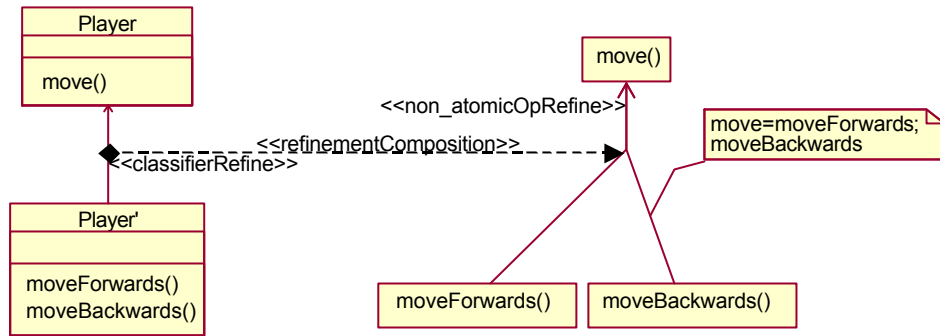 Player
move()
move()
<<non_atomicOpRefine>>
move=moveForwards;
moveBackwards
<<refinementComposition>>
<<classifierRefine>>
Player'
moveForwards()
moveBackwards()
moveForwards()
moveBackwards()